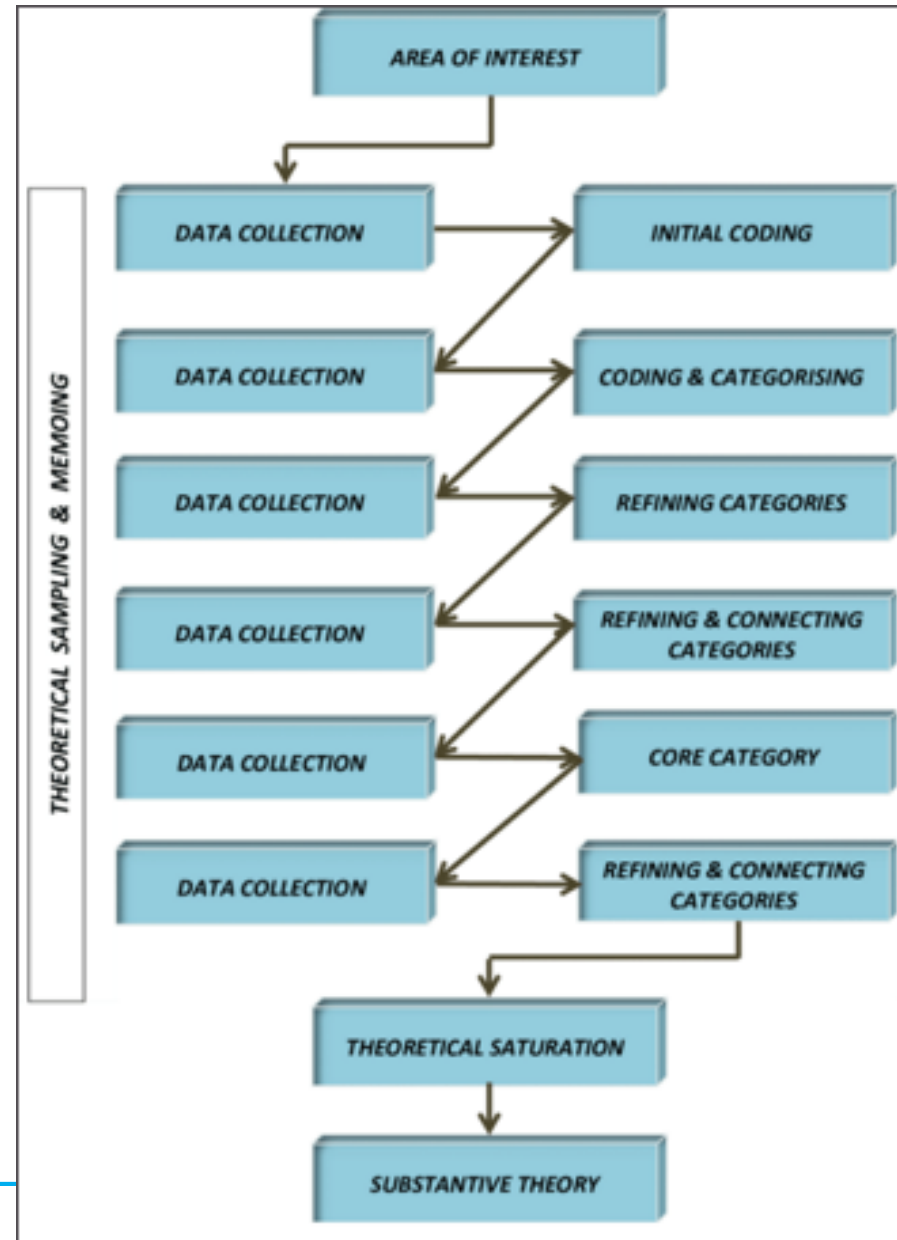 AREA OF INTEREST
THEORETICAL SAMPLING & MEMOING
DATA COLLECTION
INITIAL CODING
DATA COLLECTION
CODING & CATEGORISING
DATA COLLECTION
REFINING CATEGORIES
DATA COLLECTION
REFINING & CONNECTING
CATEGORIES
DATA COLLECTION
CORE CATEGORY
DATA COLLECTION
REFINING & CONNECTING
CATEGORIES
THEORETICAL SATURATION
SUBSTANTIVE THEORY